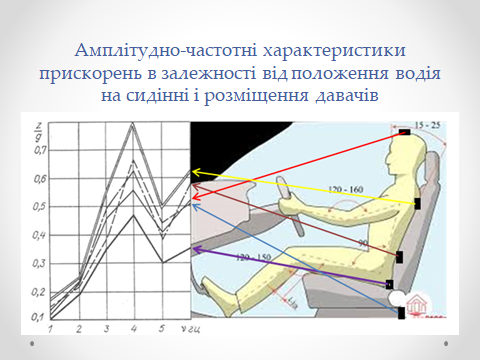 Амплітудно-частотні характеристики
прискорень в залежності від положення водія
на сидінні і розміщення давачів
z/g
0,7
0,6
0,5
0,4
0,3
0,2
0,1
1 2 3 4 5 ν гц
15 - 25
120 - 160
90
120 - 150